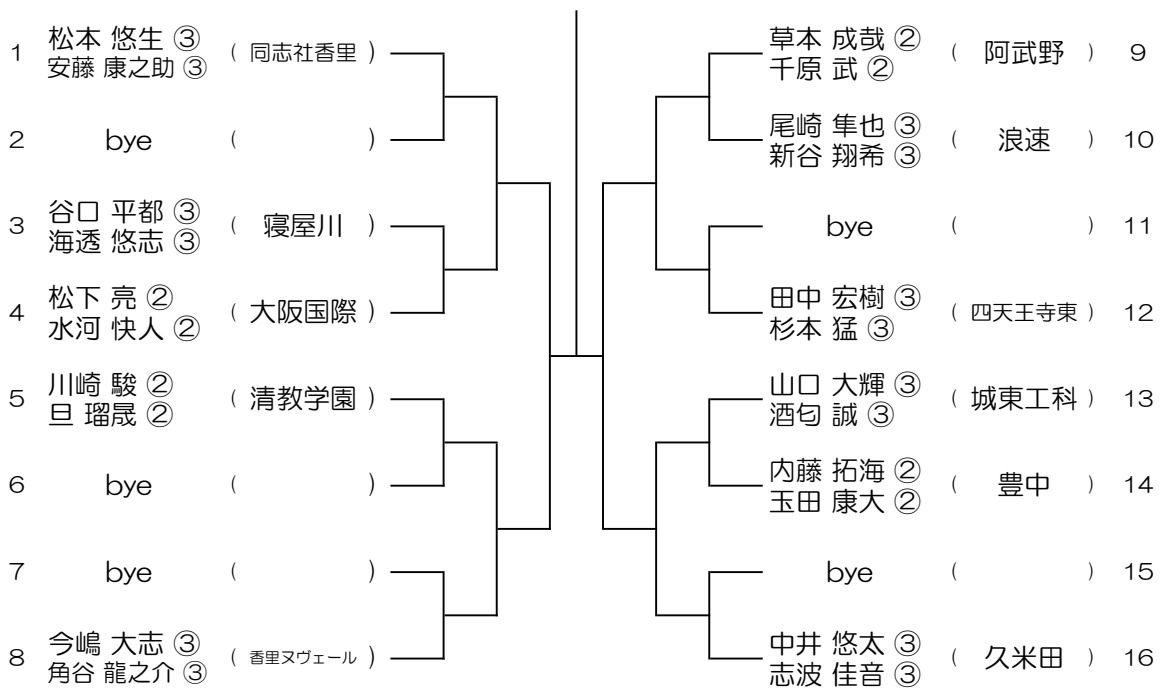 1 松本 悠生 ③
安藤 康之助 ③ ( 同志社香里 )
2 bye ( )
3 谷口 平都 ③
海透 悠志 ③ ( 寝屋川 )
4 松下 亮 ②
水河 快人 ② ( 大阪国際 )
5 川崎 駿 ②
旦 瑠晟 ② ( 清教学園 )
6 bye ( )
7 bye ( )
8 今嶋 大志 ③
角谷 龍之介 ③ ( 香里ヌヴェール )
草本 成哉 ②
千原 武 ② ( 阿武野 ) 9
尾崎 隼也 ③
新谷 翔希 ③ ( 浪速 ) 10
bye ( ) 11
田中 宏樹 ③
杉本 猛 ③ ( 四天王寺東 ) 12
山口 大輝 ③
酒匂 誠 ③ ( 城東工科 ) 13
内藤 拓海 ②
玉田 康大 ② ( 豊中 ) 14
bye ( ) 15
中井 悠太 ③
志波 佳音 ③ ( 久米田 ) 16